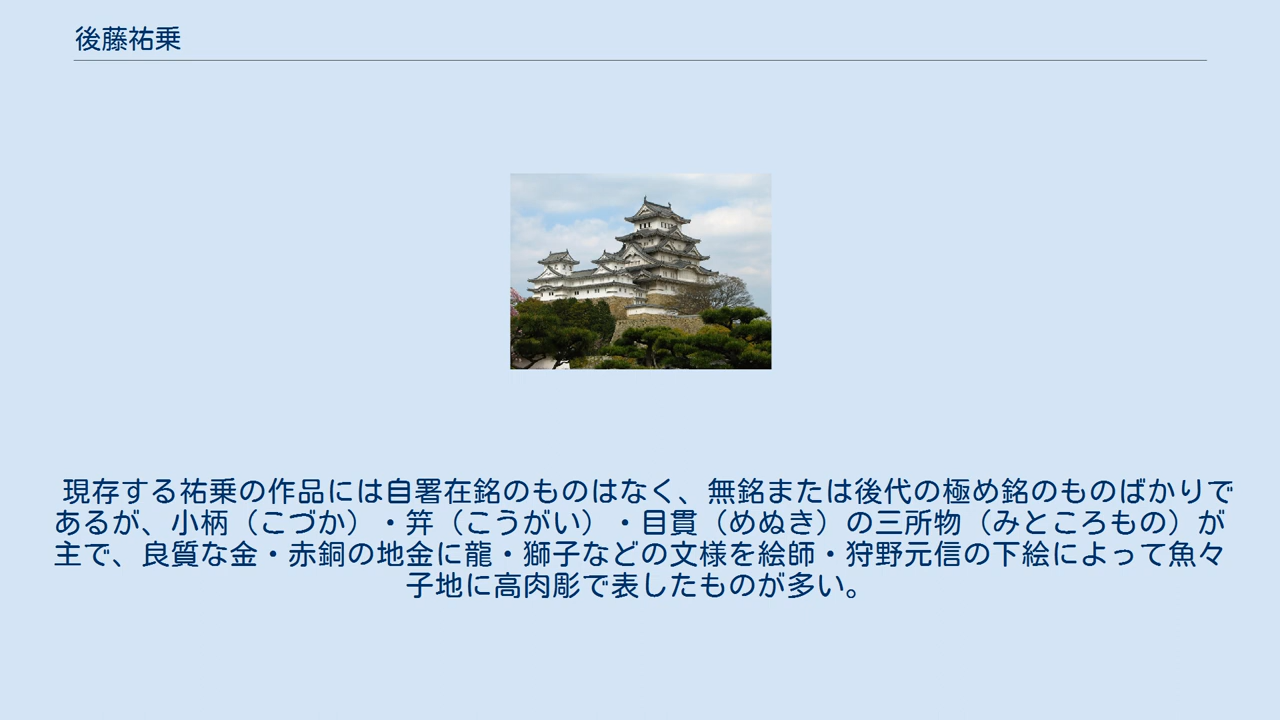 後藤祐乗
現存する祐乗の作品には自署在銘のものはなく、無銘または後代の極め銘のものばかりで
あるが、小柄（こづか）・笄（こうがい）・目貫（めぬき）の三所物（みところもの）が
主で、良質な金・赤銅の地金に龍・獅子などの文様を絵師・狩野元信の下絵によって魚々
子地に高肉彫で表したものが多い。